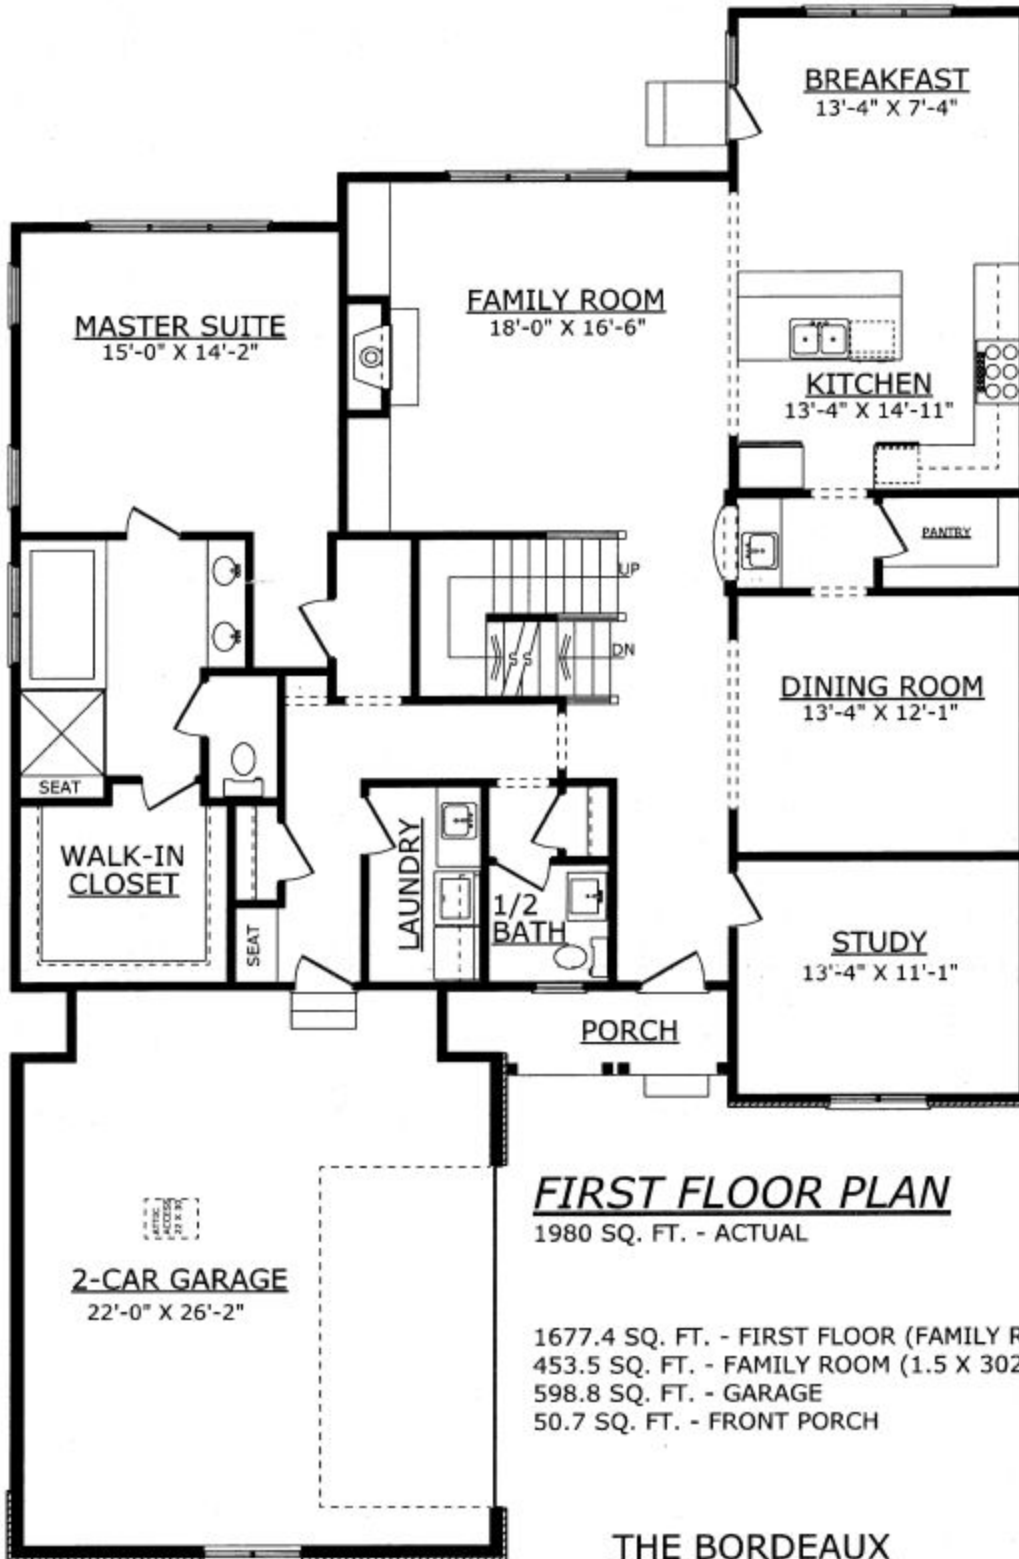 BREAKFAST
13'-4" X 7'-4"
FAMILY ROOM
18'-0" X 16'-6"
MASTER SUITE
15'-0" X 14'-2"
KITCHEN
13'-4" X 14'-11"
PANTRY
UP
DN
DINING ROOM
13'-4" X 12'-1"
SEAT
WALK-IN
CLOSET
LAUNDRY
1/2
BATH
SEAT
STUDY
13'-4" X 11'-1"
PORCH
FIRST FLOOR PLAN
1980 SQ. FT. - ACTUAL
ATTIC
ACCESS
22 X 30
2-CAR GARAGE
22'-0" X 26'-2"
1677.4 SQ. FT. - FIRST FLOOR (FAMILY R
453.5 SQ. FT. - FAMILY ROOM (1.5 X 302
598.8 SQ. FT. - GARAGE
50.7 SQ. FT. - FRONT PORCH
THE BORDEAUX